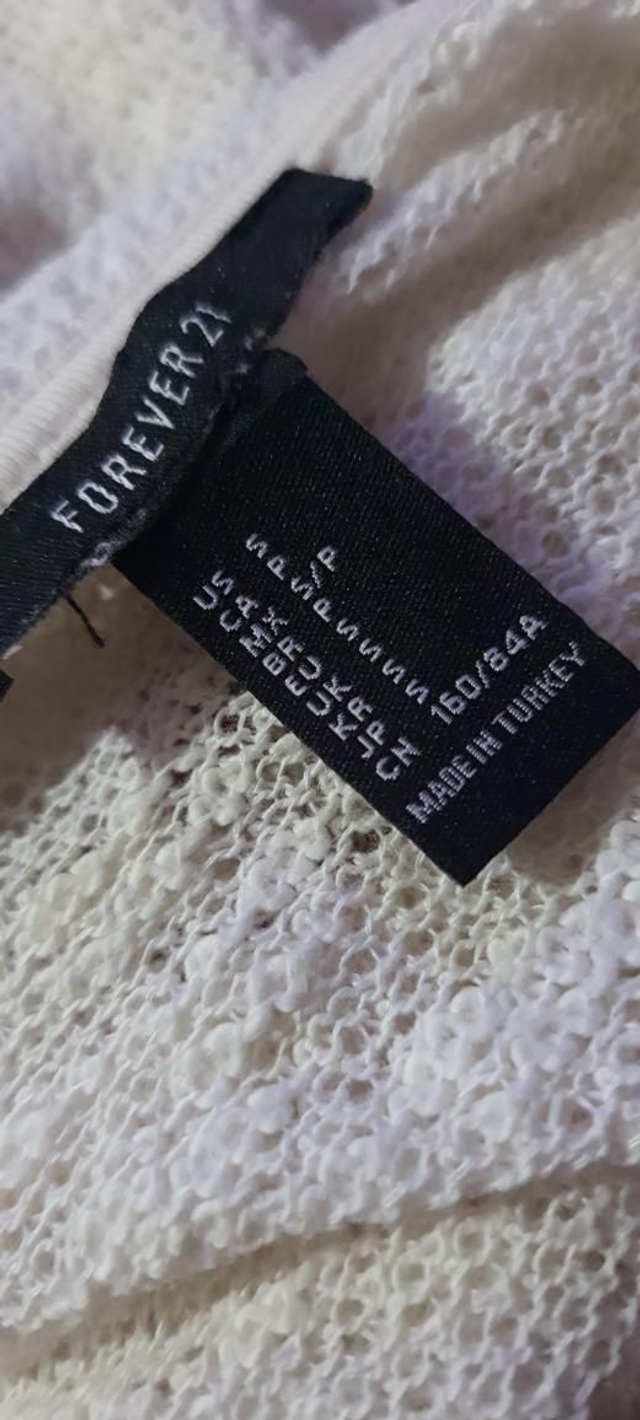 FOREVER 21
US S
CA P
MX S/P
BR P
EU S
UK S
KR S
JP S
CN 160/84A
MADE IN TURKEY